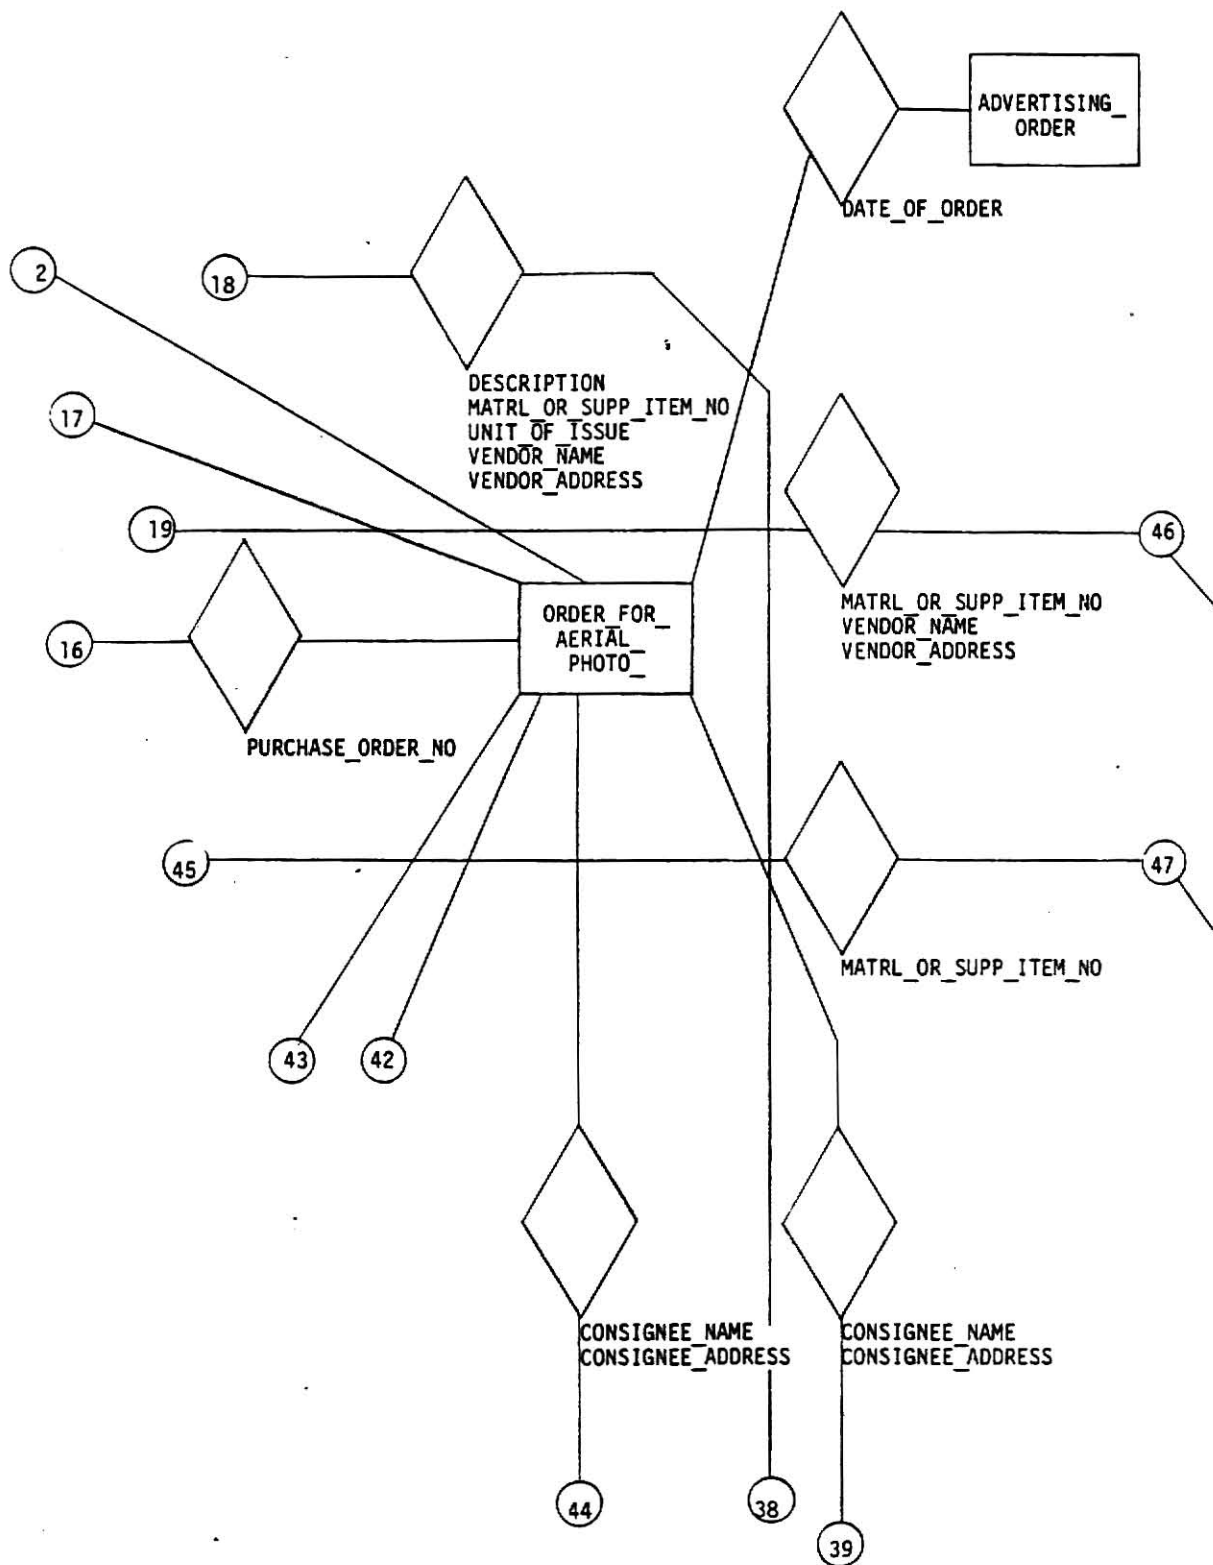 ADVERTISING_
ORDER
DATE_OF_ORDER
2
18
DESCRIPTION
MATRL_OR_SUPP_ITEM_NO
UNIT_OF_ISSUE
VENDOR_NAME
VENDOR_ADDRESS
17
19
46
MATRL_OR_SUPP_ITEM_NO
VENDOR_NAME
VENDOR_ADDRESS
ORDER_FOR_
AERIAL_
PHOTO_
16
PURCHASE_ORDER_NO
45
47
MATRL_OR_SUPP_ITEM_NO
43
42
CONSIGNEE_NAME
CONSIGNEE_ADDRESS
CONSIGNEE_NAME
CONSIGNEE_ADDRESS
44
38
39